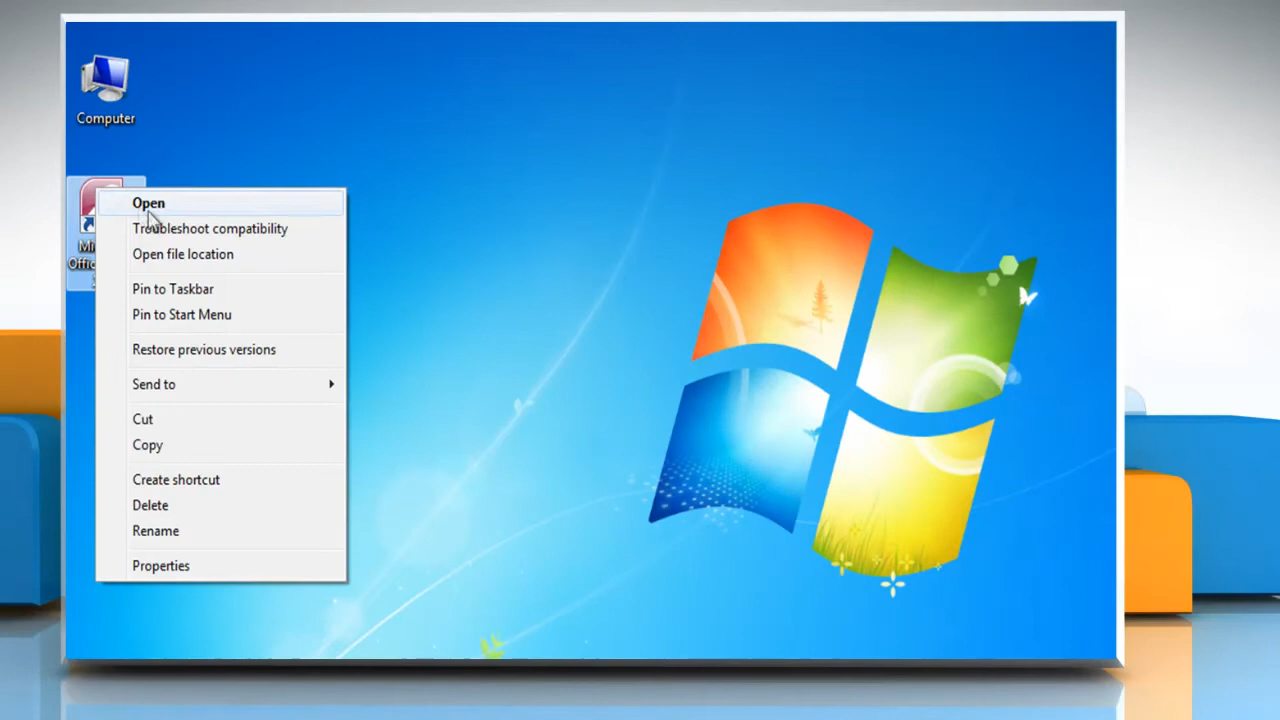 Computer
Open
Troubleshoot compatibility
Open file location
Pin to Taskbar
Pin to Start Menu
Restore previous versions
Send to
Cut
Copy
Create shortcut
Delete
Rename
Properties